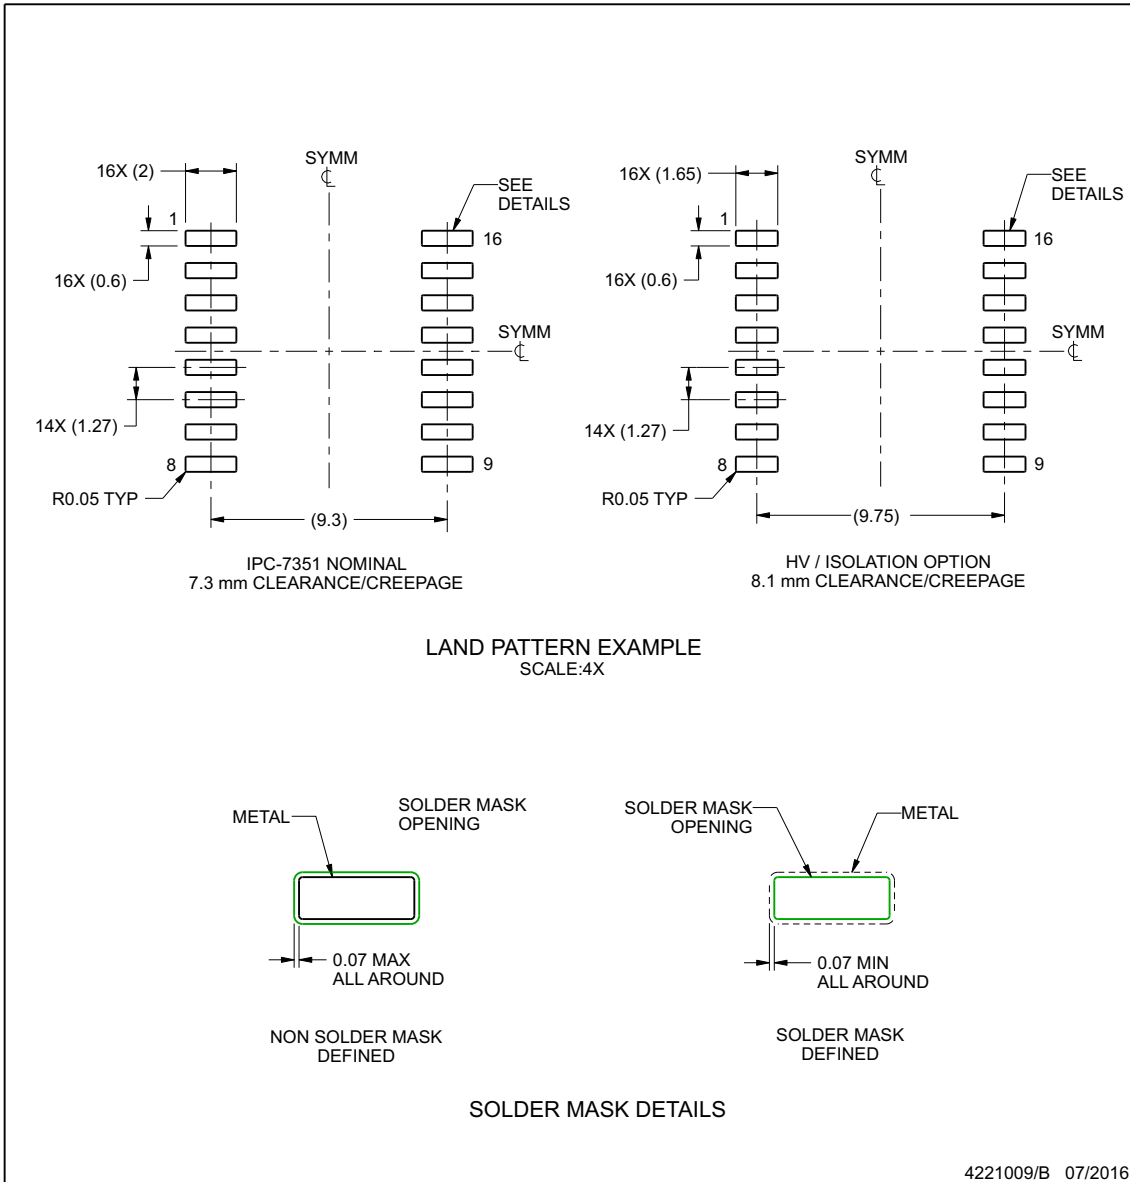 SYMM
℄
16X (2)
SEE
DETAILS
1
16
16X (0.6)
SYMM
℄
14X (1.27)
8
9
R0.05 TYP
(9.3)
IPC-7351 NOMINAL
7.3 mm CLEARANCE/CREEPAGE
SYMM
℄
16X (1.65)
SEE
DETAILS
1
16
16X (0.6)
SYMM
℄
14X (1.27)
8
9
R0.05 TYP
(9.75)
HV / ISOLATION OPTION
8.1 mm CLEARANCE/CREEPAGE
LAND PATTERN EXAMPLE
SCALE:4X
METAL
SOLDER MASK
OPENING
0.07 MAX
ALL AROUND
NON SOLDER MASK
DEFINED
SOLDER MASK
OPENING
METAL
0.07 MIN
ALL AROUND
SOLDER MASK
DEFINED
SOLDER MASK DETAILS
4221009/B 07/2016